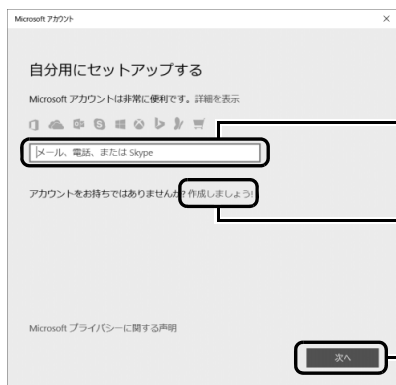 Microsoft アカウント
自分用にセットアップする
Microsoft アカウントは非常に便利です。詳細を表示
メール、電話、または Skype
アカウントをお持ちではありませんか? 作成しましょう!
Microsoft プライバシーに関する声明
次へ